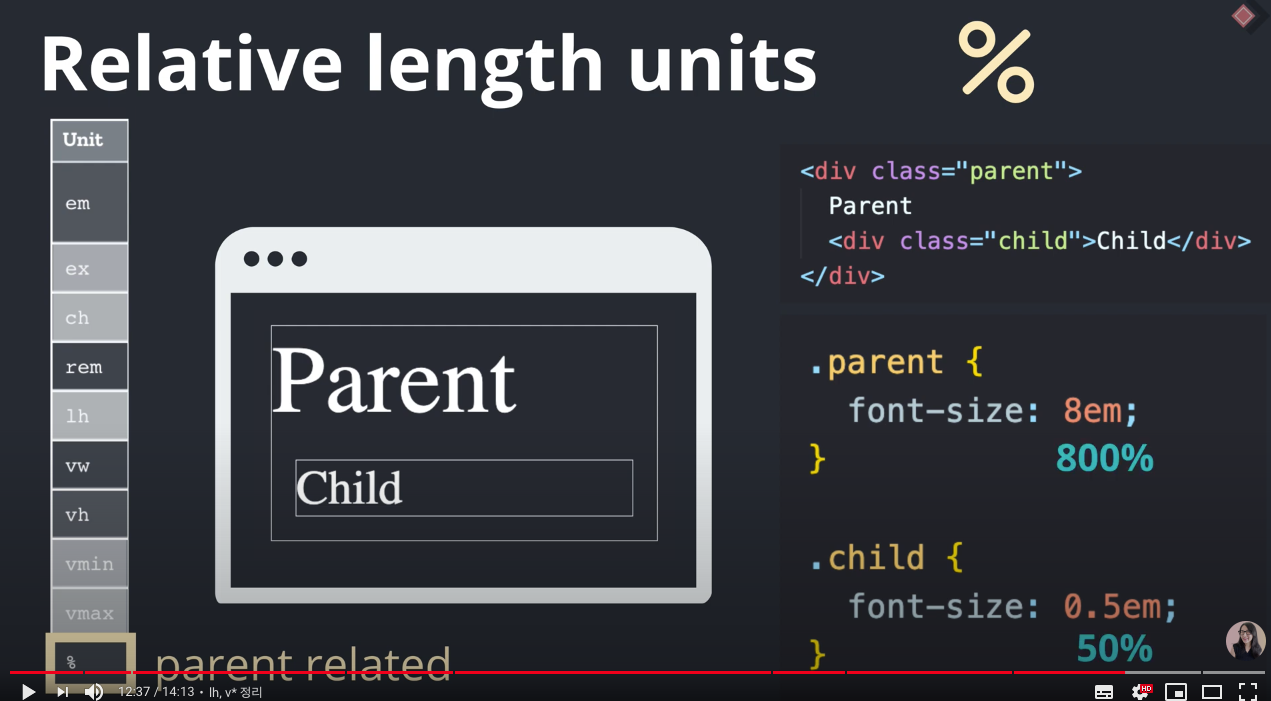 Relative length units %
Unit
em
ex
ch
rem
lh
vw
vh
vmin
vmax
%
parent related
Parent
Child
<div class="parent">
Parent
<div class="child">Child</div>
</div>
.parent {
font-size: 8em;
}
800%
.child {
font-size: 0.5em;
}
50%
12:37 / 14:13 • lh, v* 정리
HD